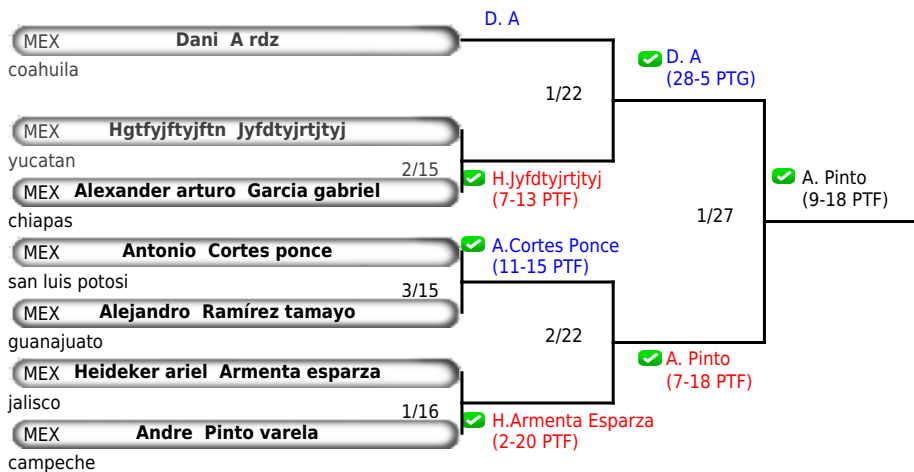 D. A
MEX Dani A rdz
coahuila
D. A
(28-5 PTG)
1/22
MEX Hgtfyjftyjftn Jyfdtyjrtjtyj
yucatan
2/15
H.Jyfdtyjrtjtyj
(7-13 PTF)
MEX Alexander arturo Garcia gabriel
chiapas
A. Pinto
(9-18 PTF)
1/27
MEX Antonio Cortes ponce
san luis potosi
A.Cortes Ponce
(11-15 PTF)
3/15
MEX Alejandro Ramírez tamayo
guanajuato
2/22
A. Pinto
(7-18 PTF)
MEX Heideker ariel Armenta esparza
jalisco
1/16
H.Armenta Esparza
(2-20 PTF)
MEX Andre Pinto varela
campeche